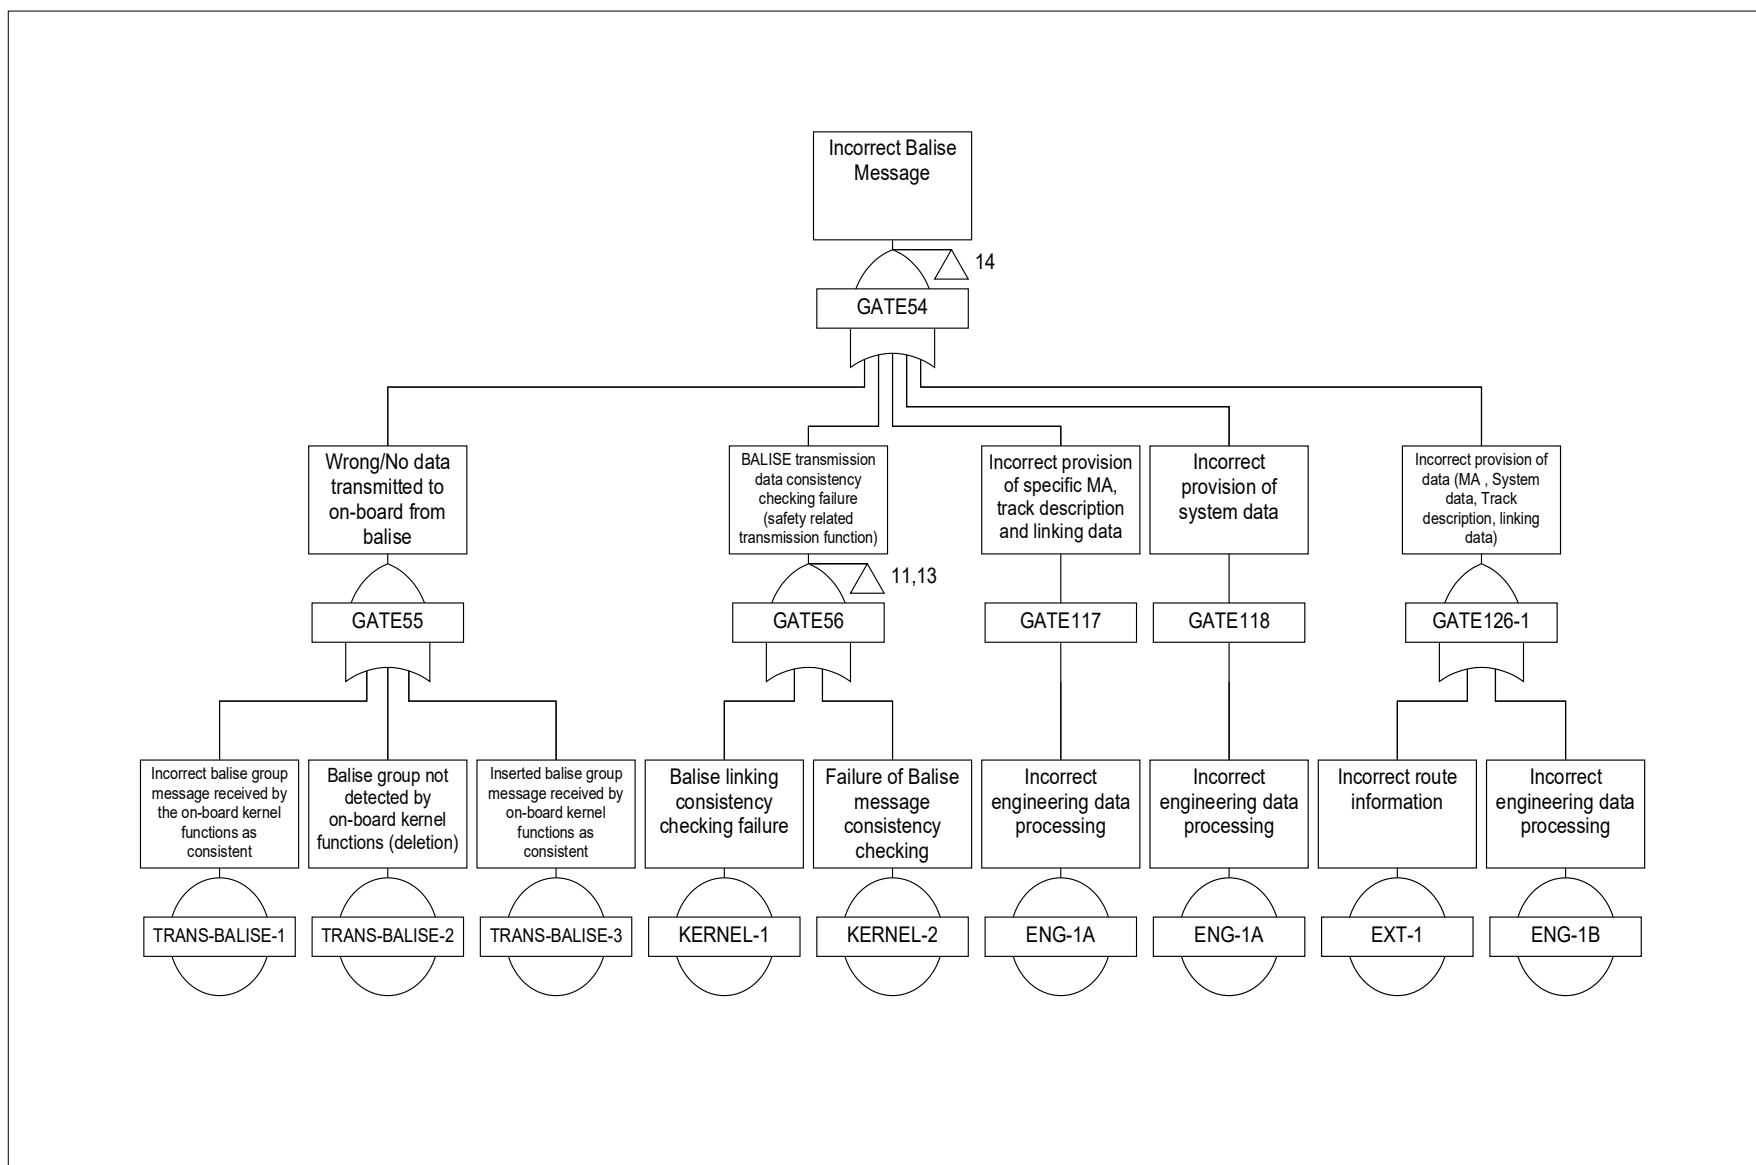 Incorrect Balise
Message
14
GATE54
Wrong/No data
transmitted to
on-board from
balise
BALISE transmission
data consistency
checking failure
(safety related
transmission function)
Incorrect provision
of specific MA,
track description
and linking data
Incorrect
provision of
system data
Incorrect provision of
data (MA , System
data, Track
description, linking
data)
11,13
GATE55
GATE56
GATE117
GATE118
GATE126-1
Incorrect balise group
message received by
the on-board kernel
functions as
consistent
Balise group not
detected by
on-board kernel
functions (deletion)
Inserted balise group
message received by
on-board kernel
functions as
consistent
Balise linking
consistency
checking failure
Failure of Balise
message
consistency
checking
Incorrect
engineering data
processing
Incorrect
engineering data
processing
Incorrect route
information
Incorrect
engineering data
processing
TRANS-BALISE-1
TRANS-BALISE-2
TRANS-BALISE-3
KERNEL-1
KERNEL-2
ENG-1A
ENG-1A
EXT-1
ENG-1B